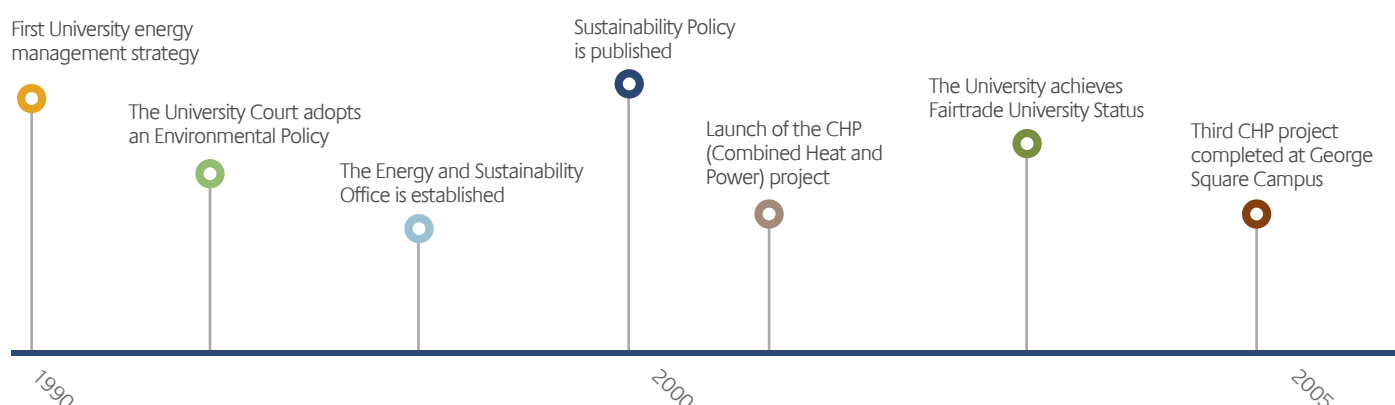 First University energy
management strategy
The University Court adopts
an Environmental Policy
The Energy and Sustainability
Office is established
Sustainability Policy
is published
Launch of the CHP
(Combined Heat and
Power) project
The University achieves
Fairtrade University Status
Third CHP project
completed at George
Square Campus
1990
2000
2005